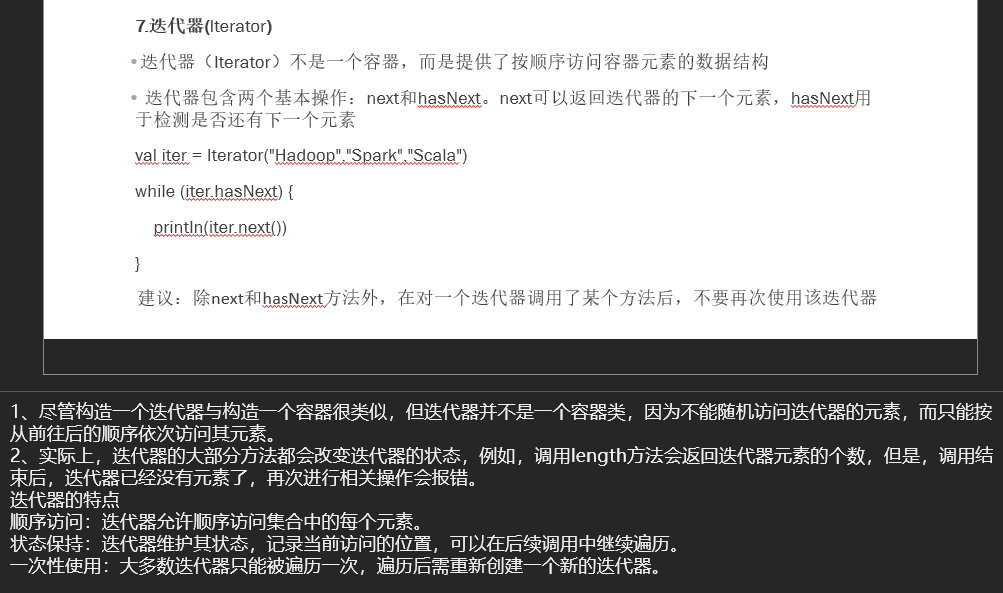 7.迭代器(Iterator)
•迭代器（Iterator）不是一个容器，而是提供了按顺序访问容器元素的数据结构
• 迭代器包含两个基本操作：next和hasNext。next可以返回迭代器的下一个元素，hasNext用
于检测是否还有下一个元素
val iter = Iterator("Hadoop","Spark","Scala")
while (iter.hasNext) {
println(iter.next())
}
建议：除next和hasNext方法外，在对一个迭代器调用了某个方法后，不要再次使用该迭代器
1、尽管构造一个迭代器与构造一个容器很类似，但迭代器并不是一个容器类，因为不能随机访问迭代器的元素，而只能按
从前往后的顺序依次访问其元素。
2、实际上，迭代器的大部分方法都会改变迭代器的状态，例如，调用length方法会返回迭代器元素的个数，但是，调用结
束后，迭代器已经没有元素了，再次进行相关操作会报错。
迭代器的特点
顺序访问：迭代器允许顺序访问集合中的每个元素。
状态保持：迭代器维护其状态，记录当前访问的位置，可以在后续调用中继续遍历。
一次性使用：大多数迭代器只能被遍历一次，遍历后需重新创建一个新的迭代器。